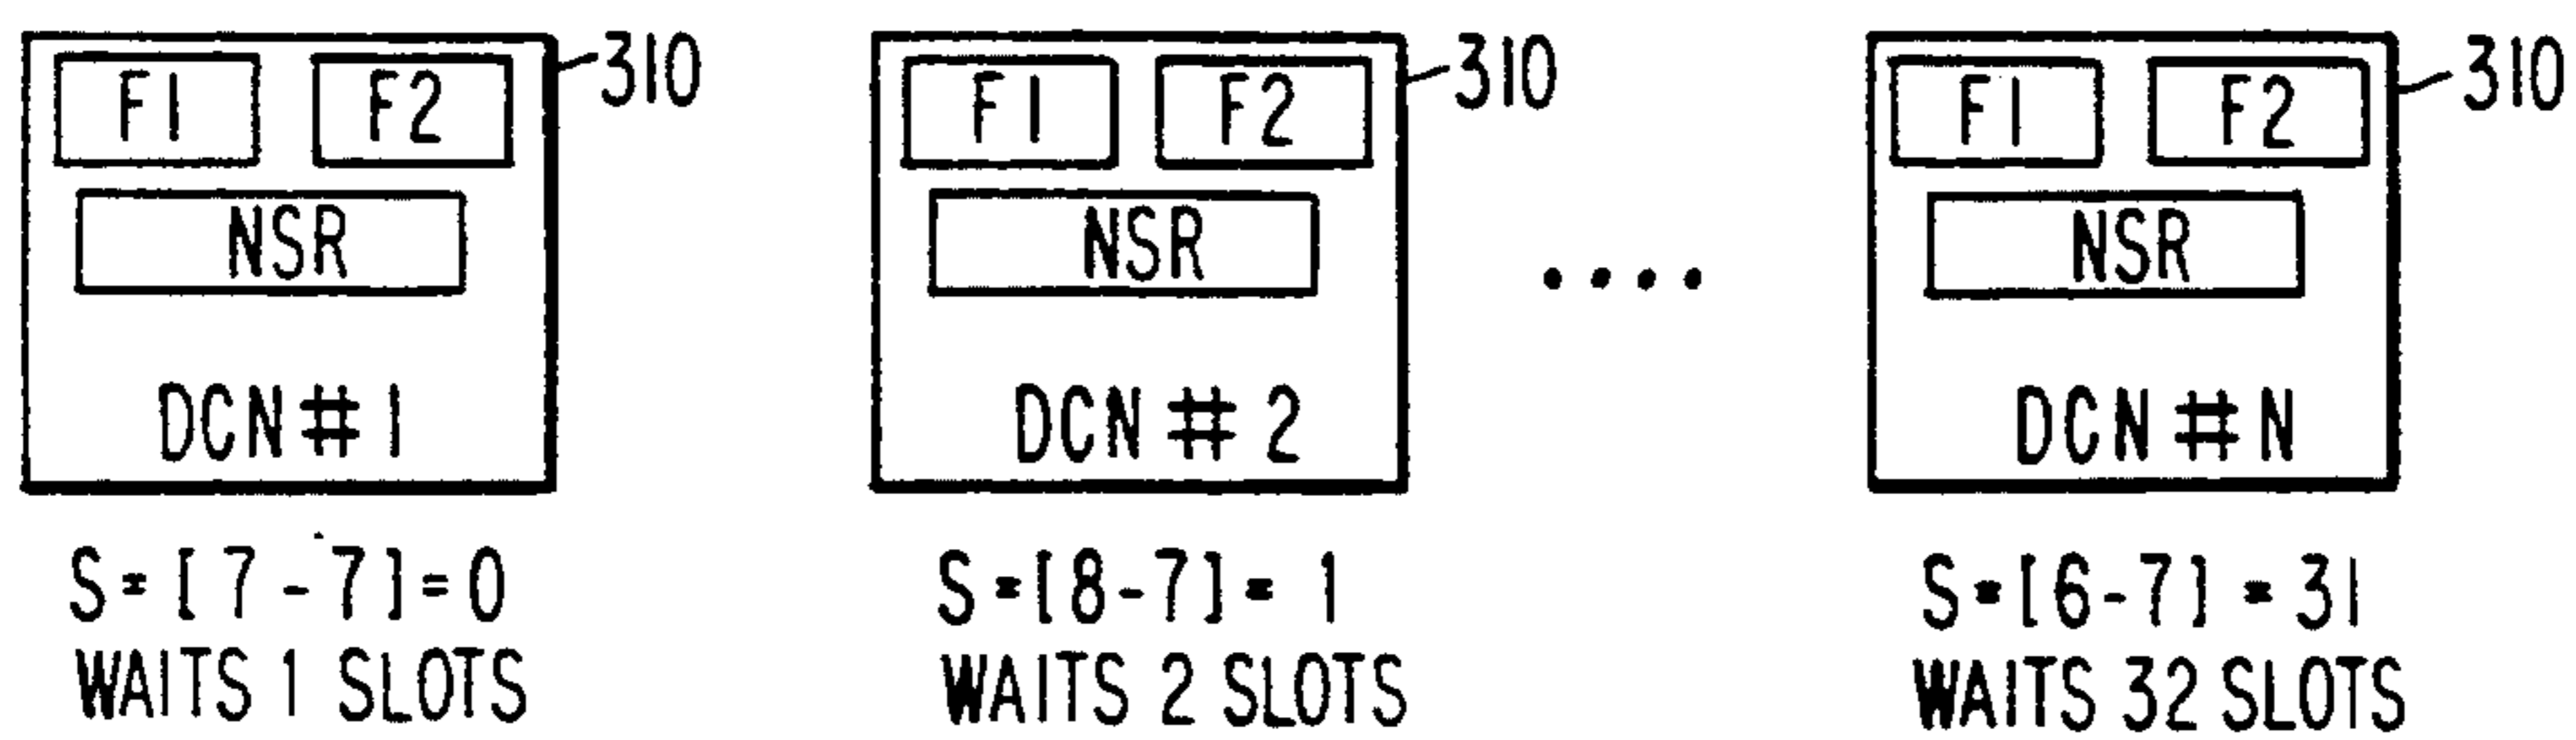 F1 F2 310 F1 F2 310 F1 F2 310
NSR NSR NSR
....
DCN # 1 DCN # 2 DCN # N
S = [ 7 - 7 ] = 0 S = [ 8 - 7 ] = 1 S = [ 6 - 7 ] = 31
WAITS 1 SLOTS WAITS 2 SLOTS WAITS 32 SLOTS